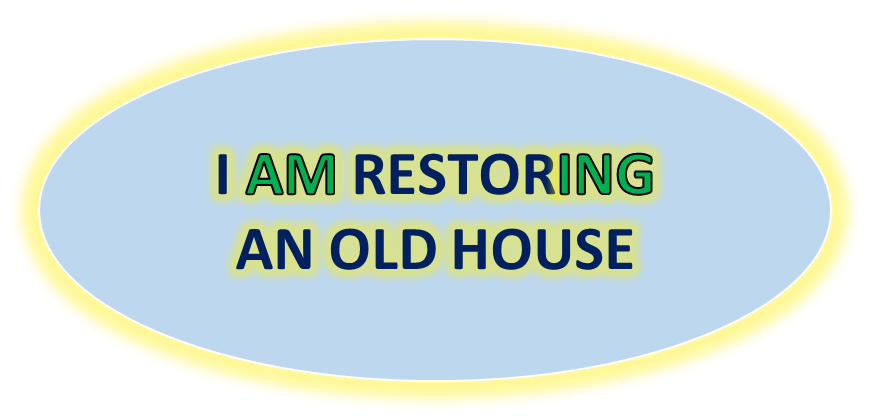 I AM RESTORING
AN OLD HOUSE